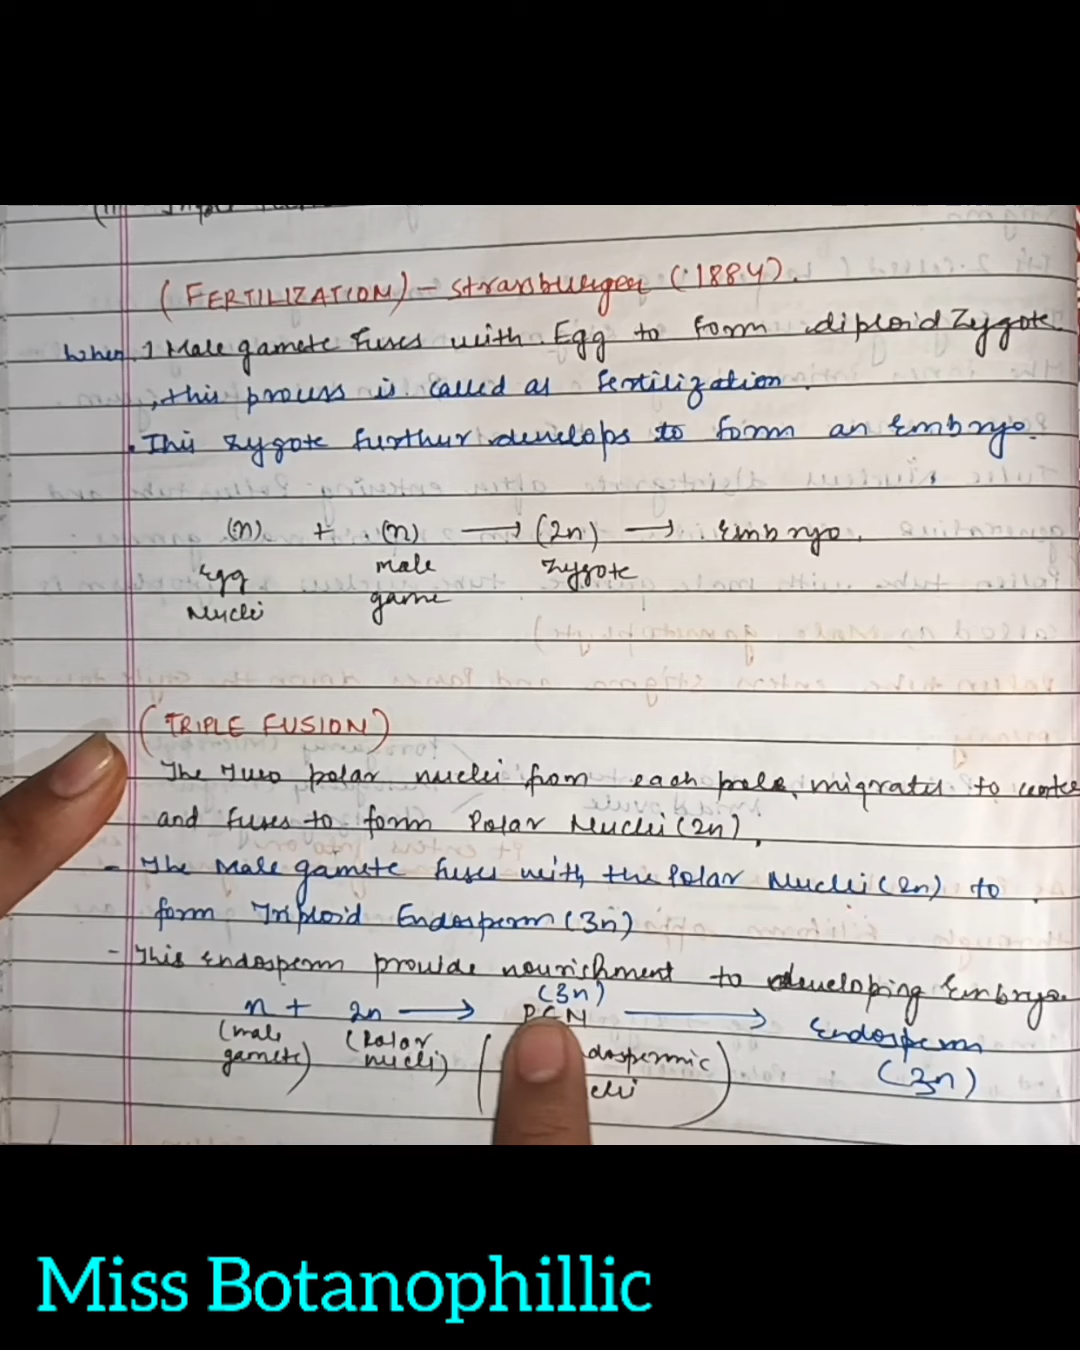 (FERTILIZATION) - Strasburger (1884).
When 1 Male gamete fuses with Egg to form diploid Zygote
, this process is called as fertilization.
. This zygote furthur develops to form an Embryo.
(n) + (n) → (2n) → Embryo.
Egg Nuclei male game zygote
(TRIPLE FUSION)
The Two polar nuclei from each pole, migrates to center
and fuses to form Polar Nuclei (2n).
- The Male gamete fuses with the Polar Nuclei (2n) to
form Triploid Endosperm (3n)
- This endosperm provide nourishment to developing Embryo.
n + 2n → (3n) PEN → Endosperm (3n)
(male gamete) (Polar nuclei)
Miss Botanophillic